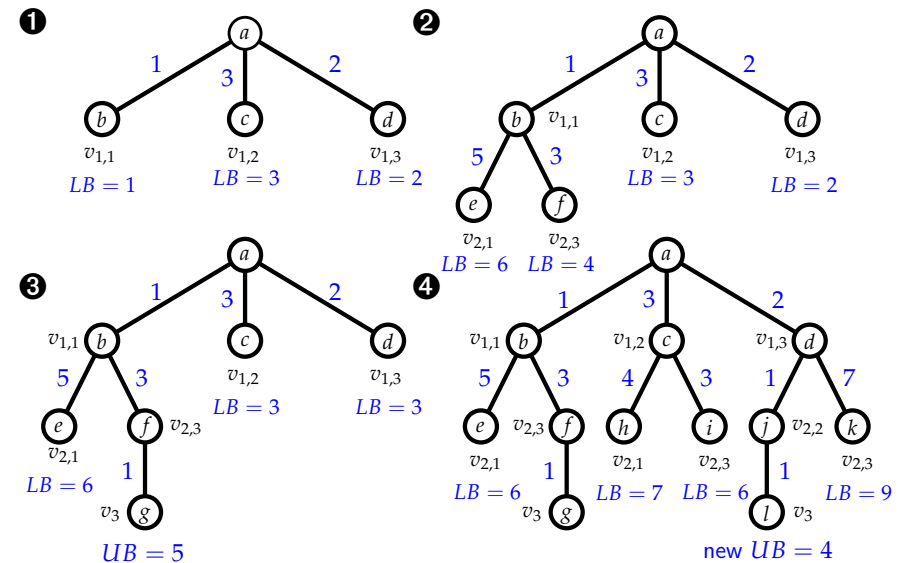 ❶
a
1
3
2
b
c
d
v1,1
v1,2
v1,3
LB = 1
LB = 3
LB = 2
❷
a
1
3
2
b
v1,1
c
d
5
3
v1,2
v1,3
LB = 3
LB = 2
e
f
v2,1
v2,3
LB = 6
LB = 4
❸
a
1
3
2
v1,1
b
c
d
5
3
v1,2
v1,3
LB = 3
LB = 3
e
f
v2,3
v2,1
1
LB = 6
v3
g
UB = 5
❹
a
1
3
2
v1,1
b
v1,2
c
v1,3
d
5
3
4
3
1
7
e
v2,3
f
h
i
j
v2,2
k
v2,1
1
v2,1
v2,3
1
v2,3
LB = 6
LB = 7
LB = 6
LB = 9
v3
g
l
v3
new UB = 4